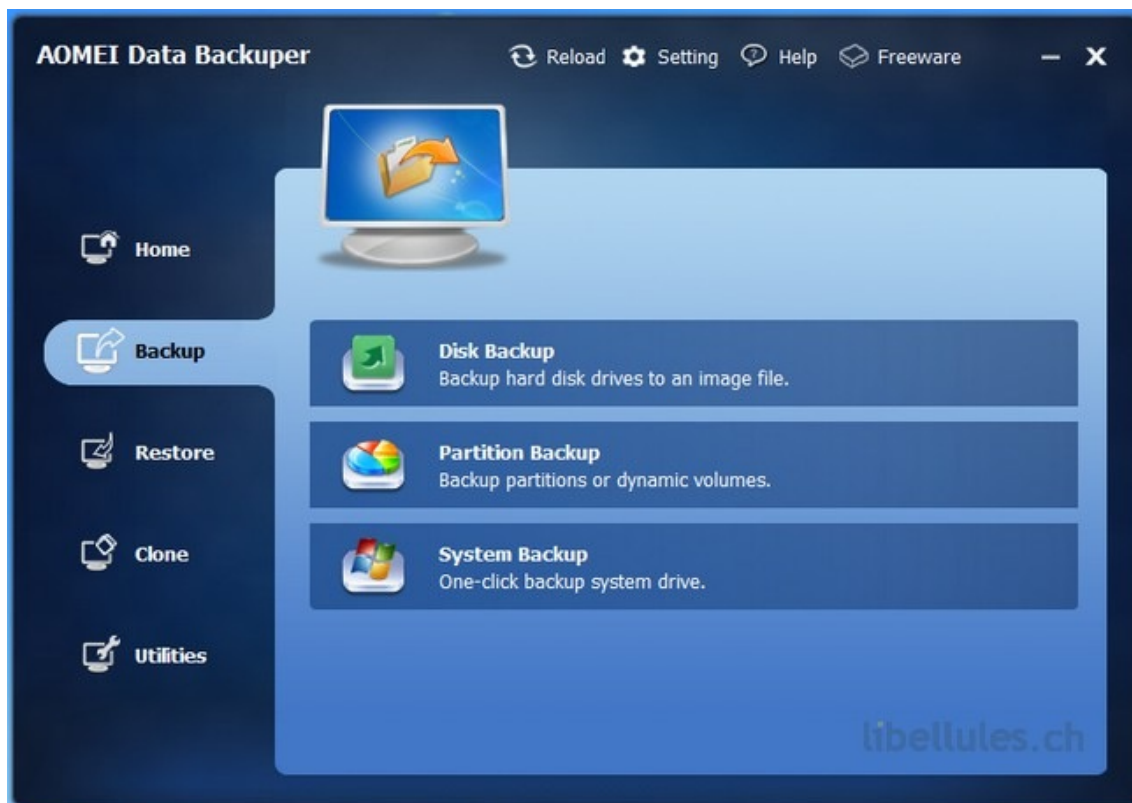 AOMEI Data Backuper
Reload Setting Help Freeware
Home
Backup
Restore
Clone
Utilities
Disk Backup
Backup hard disk drives to an image file.
Partition Backup
Backup partitions or dynamic volumes.
System Backup
One-click backup system drive.
libellules.ch